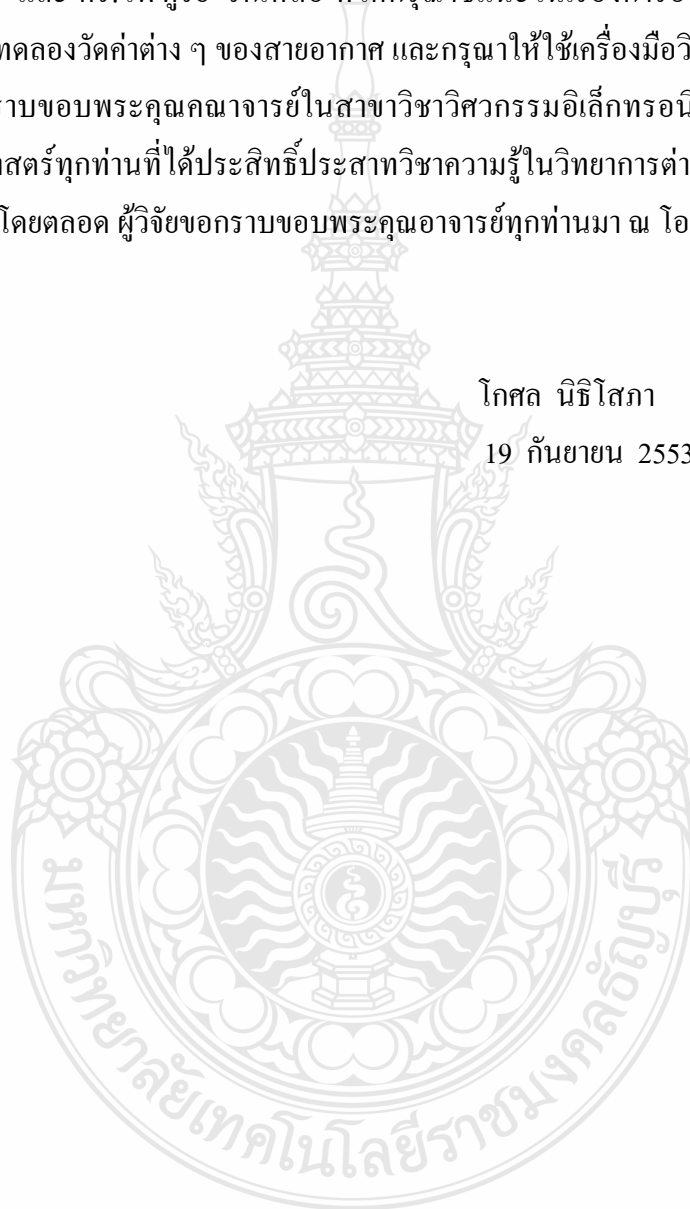 ทดลองวัดค่าต่าง ๆ ของสายอากาศ และกรุณาให้ใช้เครื่องมือวิ
ราบขอบพระคุณคณาจารย์ในสาขาวิชาวิศวกรรมอิเล็กทรอนิ
าสตร์ทุกท่านที่ได้ประสิทธิ์ประสาทวิชาความรู้ในวิทยาการต่า
โดยตลอด ผู้วิจัยขอกราบขอบพระคุณอาจารย์ทุกท่านมา ณ โอ
โกศล นิธิโสภา
19 กันยายน 2553
มหาวิทยาลัยเทคโนโลยีราชมงคลธัญบุรี